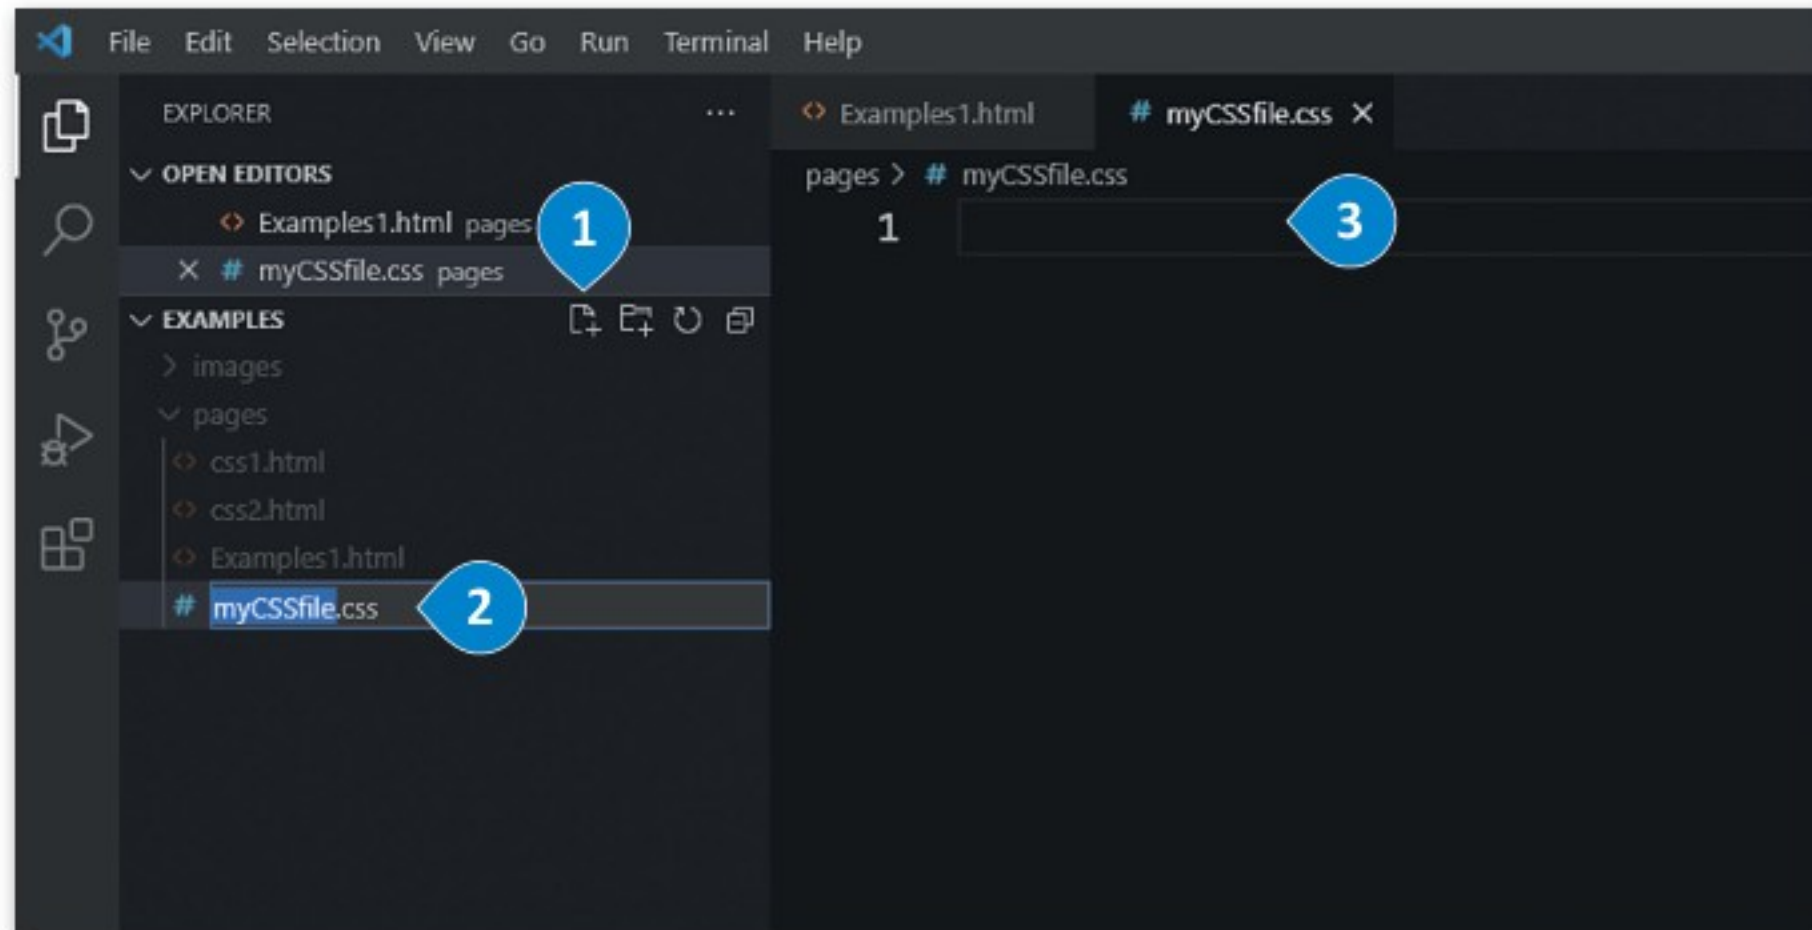 File Edit Selection View Go Run Terminal Help
EXPLORER ...
OPEN EDITORS
Examples1.html pages
myCSSfile.css pages
EXAMPLES
images
pages
css1.html
css2.html
Examples1.html
myCSSfile.css
1
2
Examples1.html
# myCSSfile.css
pages > # myCSSfile.css
1
3